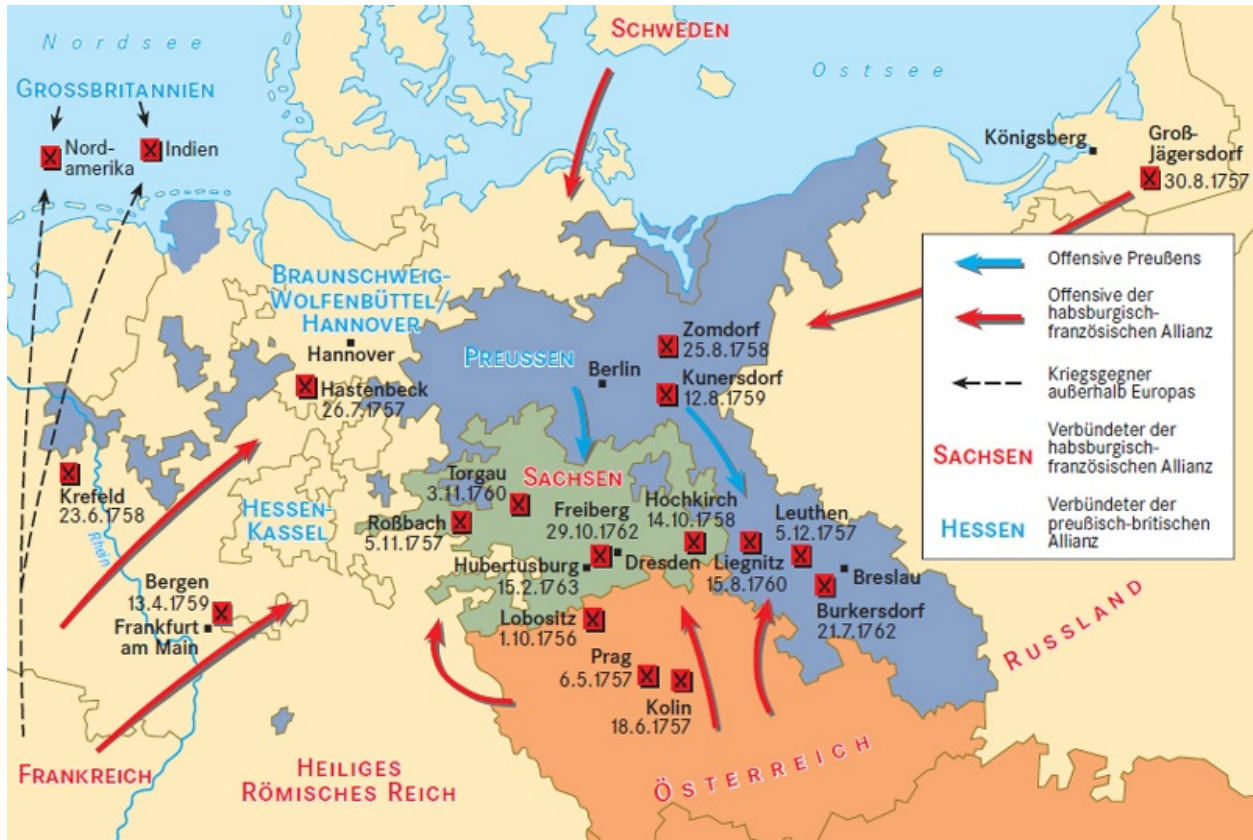 Nordsee
Ostsee
SCHWEDEN
GROSSBRITANNIEN
Nord-
amerika
Indien
Königsberg
Groß-
Jägersdorf
30.8.1757
BRAUNSCHWEIG-
WOLFENBÜTTEL/
HANNOVER
Hannover
Hastenbeck
26.7.1757
PREUSSEN
Berlin
Zorndorf
25.8.1758
Kunersdorf
12.8.1759
Offensive Preußens
Offensive der
habsburgisch-
französischen Allianz
Kriegsgegner
außerhalb Europas
SACHSEN
Verbündeter der
habsburgisch-
französischen Allianz
HESSEN
Verbündeter der
preußisch-britischen
Allianz
Krefeld
23.6.1758
Rhein
HESSEN-
KASSEL
SACHSEN
Torgau
3.11.1760
Roßbach
5.11.1757
Freiberg
29.10.1762
Hochkirch
14.10.1758
Leuthen
5.12.1757
Hubertusburg
15.2.1763
Dresden
Liegnitz
15.8.1760
Breslau
Burkersdorf
21.7.1762
Bergen
13.4.1759
Frankfurt
am Main
Lobositz
1.10.1756
Prag
6.5.1757
Kolin
18.6.1757
RUSSLAND
FRANKREICH
HEILIGES
RÖMISCHES REICH
ÖSTERREICH